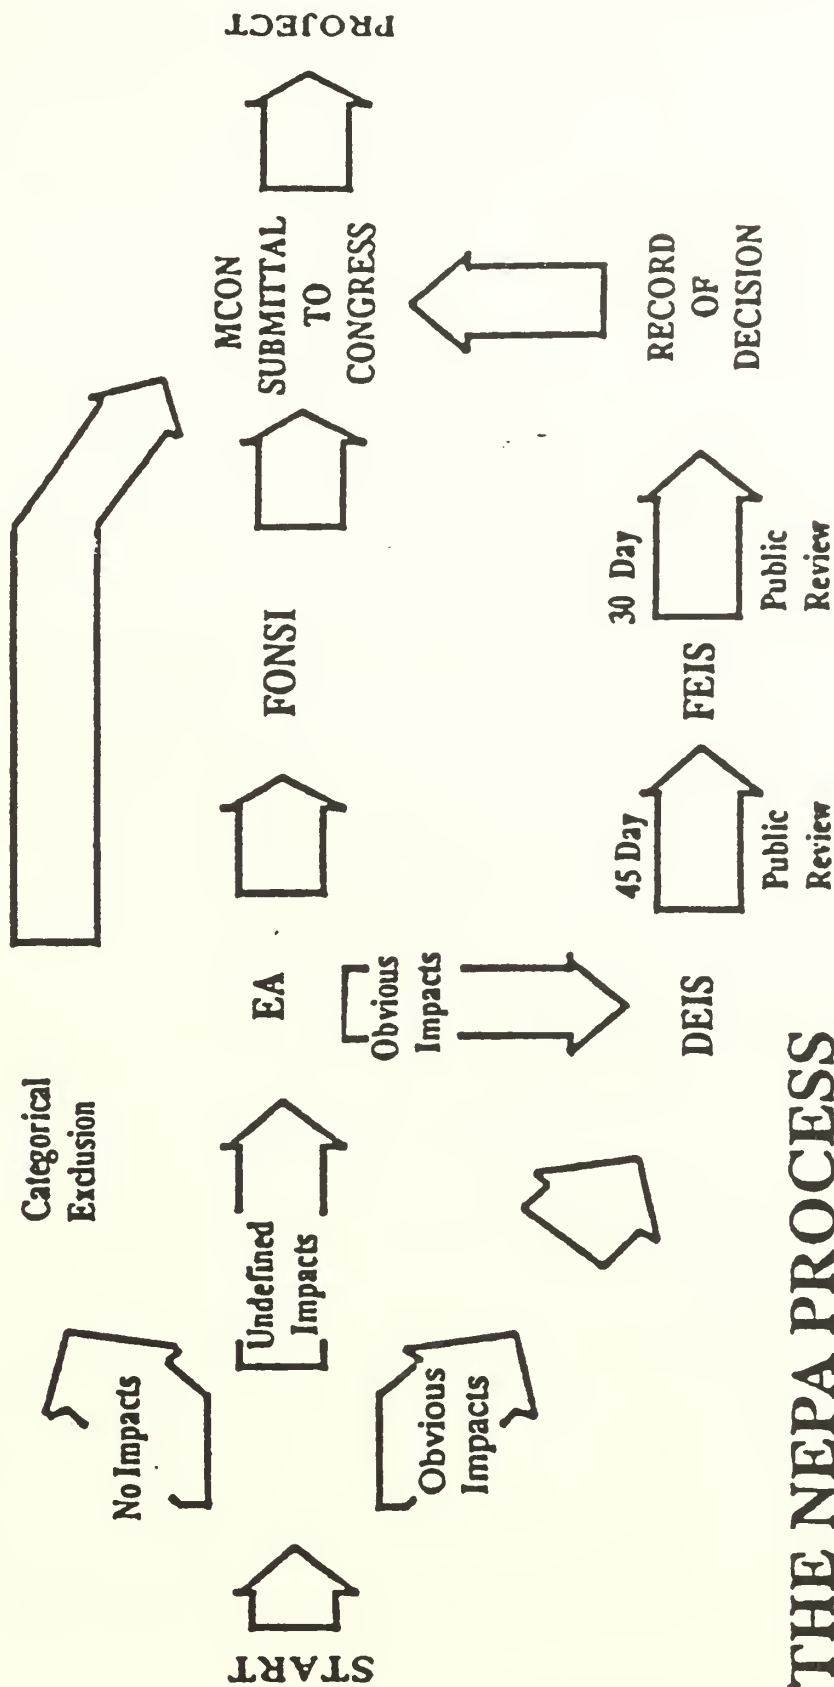 START
No Impacts
Undefined
Impacts
Obvious
Impacts
Categorical
Exclusion
EA
Obvious
Impacts
DEIS
45 Day
Public
Review
FONSI
FEIS
30 Day
Public
Review
RECORD
OF
DECISION
MCON
SUBMITTAL
TO
CONGRESS
PROJECT
THE NEPA PROCESS